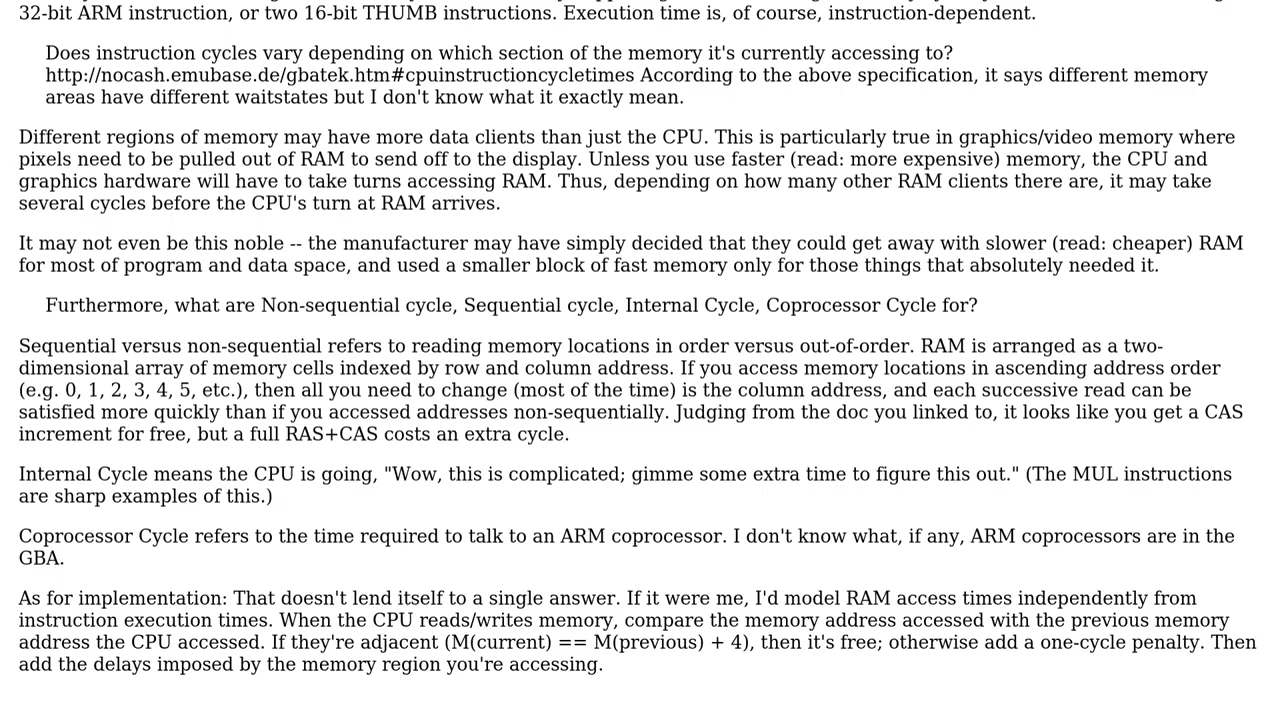 32-bit ARM instruction, or two 16-bit THUMB instructions. Execution time is, of course, instruction-dependent.
Does instruction cycles vary depending on which section of the memory it's currently accessing to?
http://nocash.emubase.de/gbatek.htm#cpuinstructioncycletimes According to the above specification, it says different memory
areas have different waitstates but I don't know what it exactly mean.
Different regions of memory may have more data clients than just the CPU. This is particularly true in graphics/video memory where
pixels need to be pulled out of RAM to send off to the display. Unless you use faster (read: more expensive) memory, the CPU and
graphics hardware will have to take turns accessing RAM. Thus, depending on how many other RAM clients there are, it may take
several cycles before the CPU's turn at RAM arrives.
It may not even be this noble -- the manufacturer may have simply decided that they could get away with slower (read: cheaper) RAM
for most of program and data space, and used a smaller block of fast memory only for those things that absolutely needed it.
Furthermore, what are Non-sequential cycle, Sequential cycle, Internal Cycle, Coprocessor Cycle for?
Sequential versus non-sequential refers to reading memory locations in order versus out-of-order. RAM is arranged as a two-
dimensional array of memory cells indexed by row and column address. If you access memory locations in ascending address order
(e.g. 0, 1, 2, 3, 4, 5, etc.), then all you need to change (most of the time) is the column address, and each successive read can be
satisfied more quickly than if you accessed addresses non-sequentially. Judging from the doc you linked to, it looks like you get a CAS
increment for free, but a full RAS+CAS costs an extra cycle.
Internal Cycle means the CPU is going, "Wow, this is complicated; gimme some extra time to figure this out." (The MUL instructions
are sharp examples of this.)
Coprocessor Cycle refers to the time required to talk to an ARM coprocessor. I don't know what, if any, ARM coprocessors are in the
GBA.
As for implementation: That doesn't lend itself to a single answer. If it were me, I'd model RAM access times independently from
instruction execution times. When the CPU reads/writes memory, compare the memory address accessed with the previous memory
address the CPU accessed. If they're adjacent (M(current) == M(previous) + 4), then it's free; otherwise add a one-cycle penalty. Then
add the delays imposed by the memory region you're accessing.